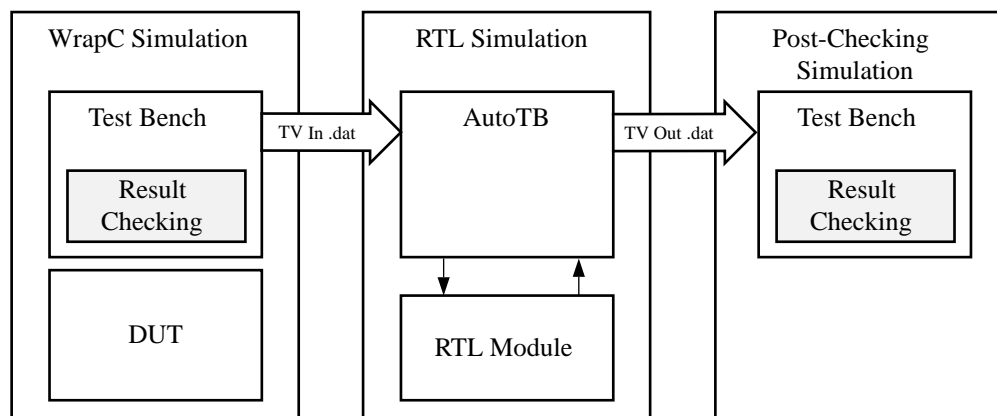 WrapC Simulation
Test Bench
Result
Checking
DUT
TV In .dat
RTL Simulation
AutoTB
RTL Module
TV Out .dat
Post-Checking
Simulation
Test Bench
Result
Checking